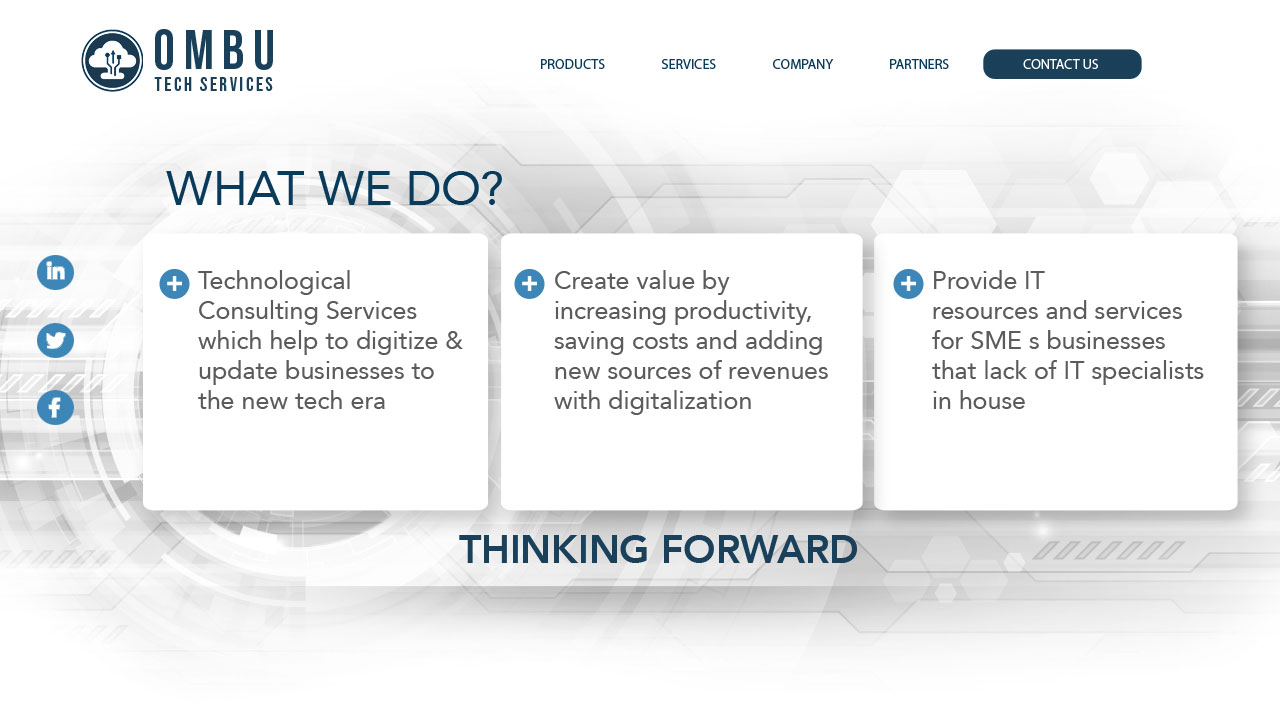 OMBU
TECH SERVICES
PRODUCTS
SERVICES
COMPANY
PARTNERS
CONTACT US
WHAT WE DO?
Technological
Consulting Services
which help to digitize &
update businesses to
the new tech era
Create value by
increasing productivity,
saving costs and adding
new sources of revenues
with digitalization
Provide IT
resources and services
for SME s businesses
that lack of IT specialists
in house
in
f
THINKING FORWARD